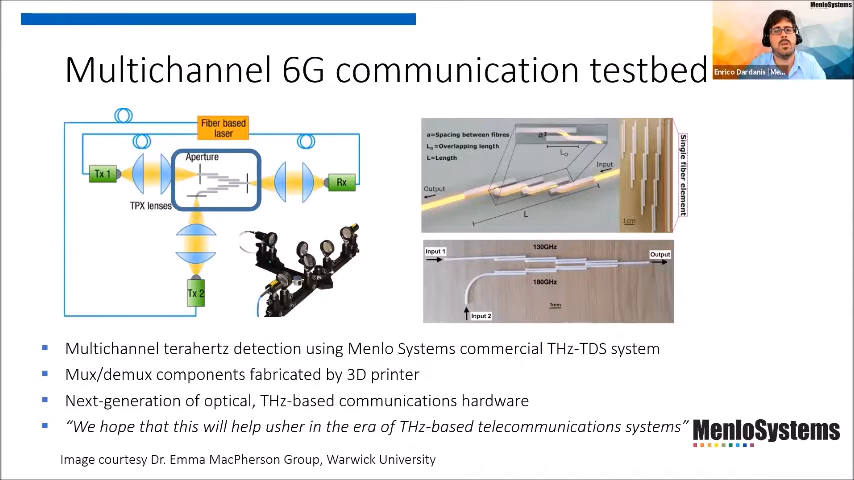 MenloSystems
Enrico Dardanis | Me...
Multichannel 6G communication testbed
Fiber based
laser
Aperture
Tx 1
Rx
TPX lenses
Tx 2
a=Spacing between fibres
L₀=Overlapping length
L=Length
a
L₀
Input
Output
L
1cm
Single fiber element
Input 1
130GHz
Output
180GHz
Input 2
▪ Multichannel terahertz detection using Menlo Systems commercial THz-TDS system
▪ Mux/demux components fabricated by 3D printer
▪ Next-generation of optical, THz-based communications hardware
▪ “We hope that this will help usher in the era of THz-based telecommunications systems”
MenloSystems
Image courtesy Dr. Emma MacPherson Group, Warwick University